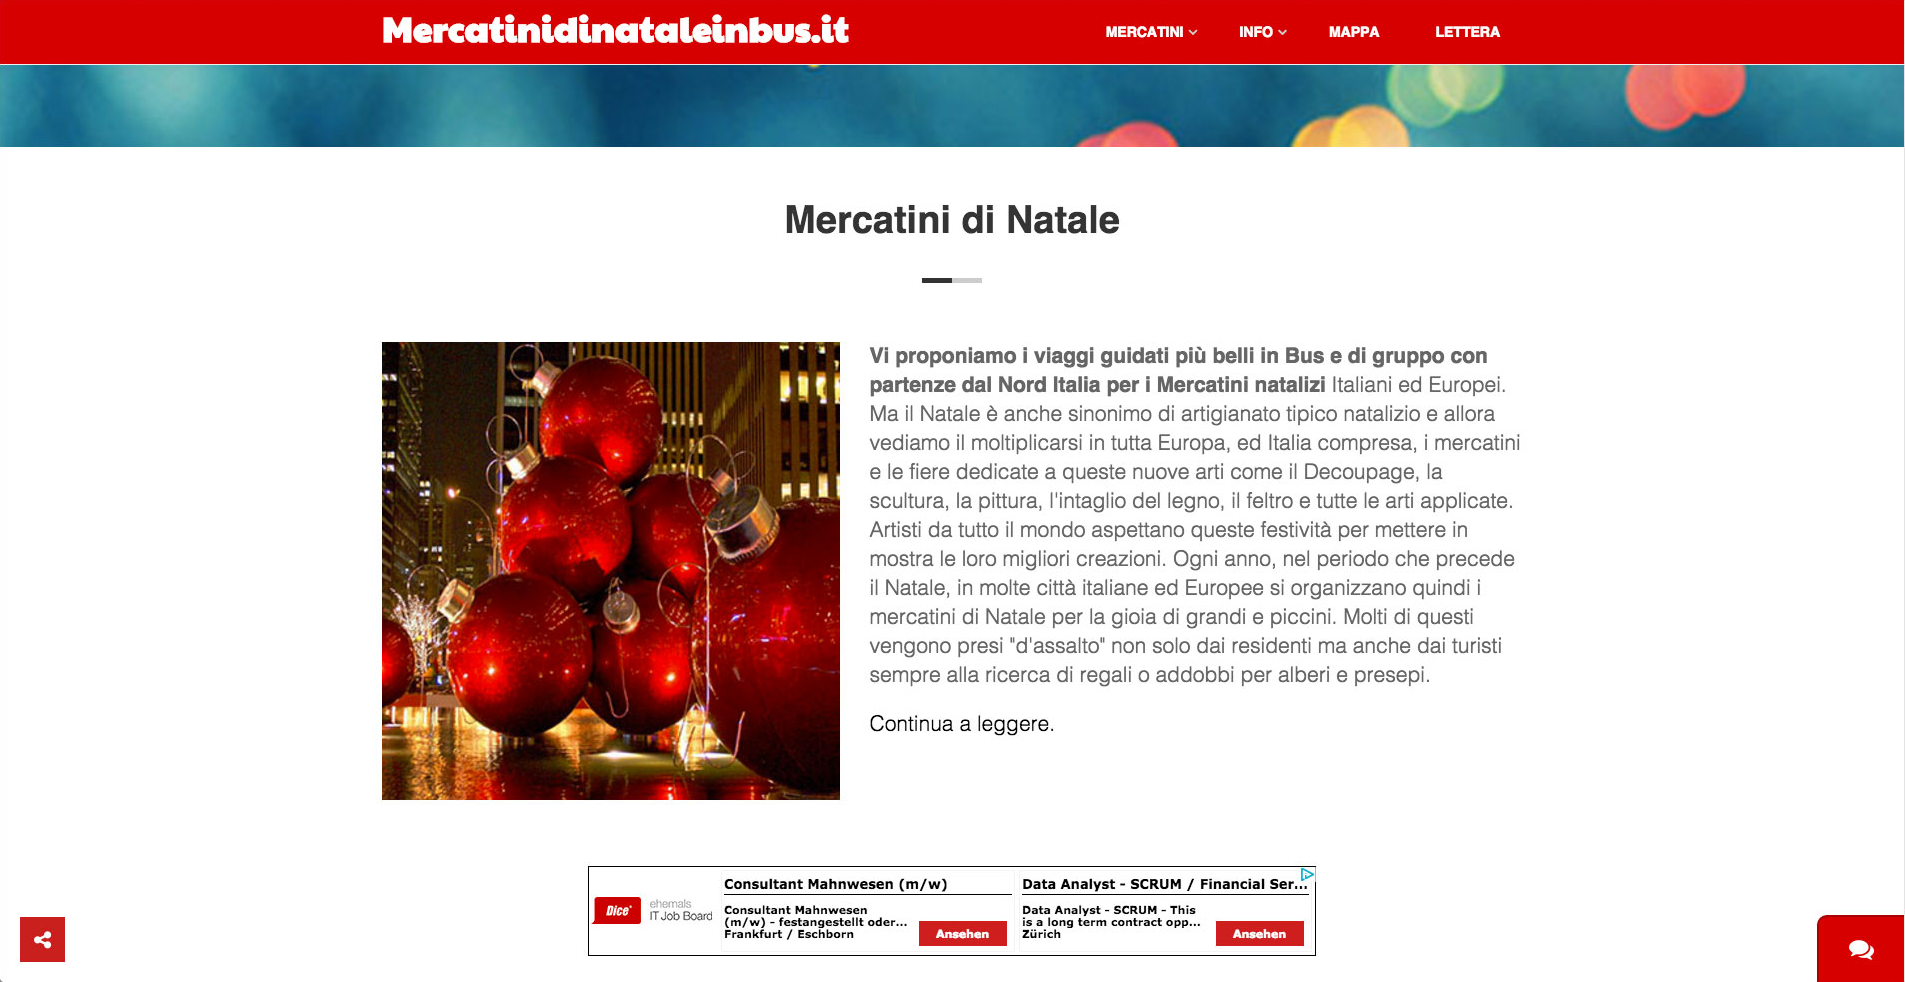 Mercatinidinataleinbus.it
MERCATINI
INFO
MAPPA
LETTERA
Mercatini di Natale
Vi proponiamo i viaggi guidati più belli in Bus e di gruppo con
partenze dal Nord Italia per i Mercatini natalizi Italiani ed Europei.
Ma il Natale è anche sinonimo di artigianato tipico natalizio e allora
vediamo il moltiplicarsi in tutta Europa, ed Italia compresa, i mercatini
e le fiere dedicate a queste nuove arti come il Decoupage, la
scultura, la pittura, l'intaglio del legno, il feltro e tutte le arti applicate.
Artisti da tutto il mondo aspettano queste festività per mettere in
mostra le loro migliori creazioni. Ogni anno, nel periodo che precede
il Natale, in molte città italiane ed Europee si organizzano quindi i
mercatini di Natale per la gioia di grandi e piccini. Molti di questi
vengono presi "d'assalto" non solo dai residenti ma anche dai turisti
sempre alla ricerca di regali o addobbi per alberi e presepi.
Continua a leggere.
Dice
ehemals
IT Job Board
Consultant Mahnwesen (m/w)
Consultant Mahnwesen
(m/w) - festangestellt oder...
Frankfurt / Eschborn
Ansehen
Data Analyst - SCRUM / Financial Ser...
Data Analyst - SCRUM - This
is a long term contract opp...
Zürich
Ansehen